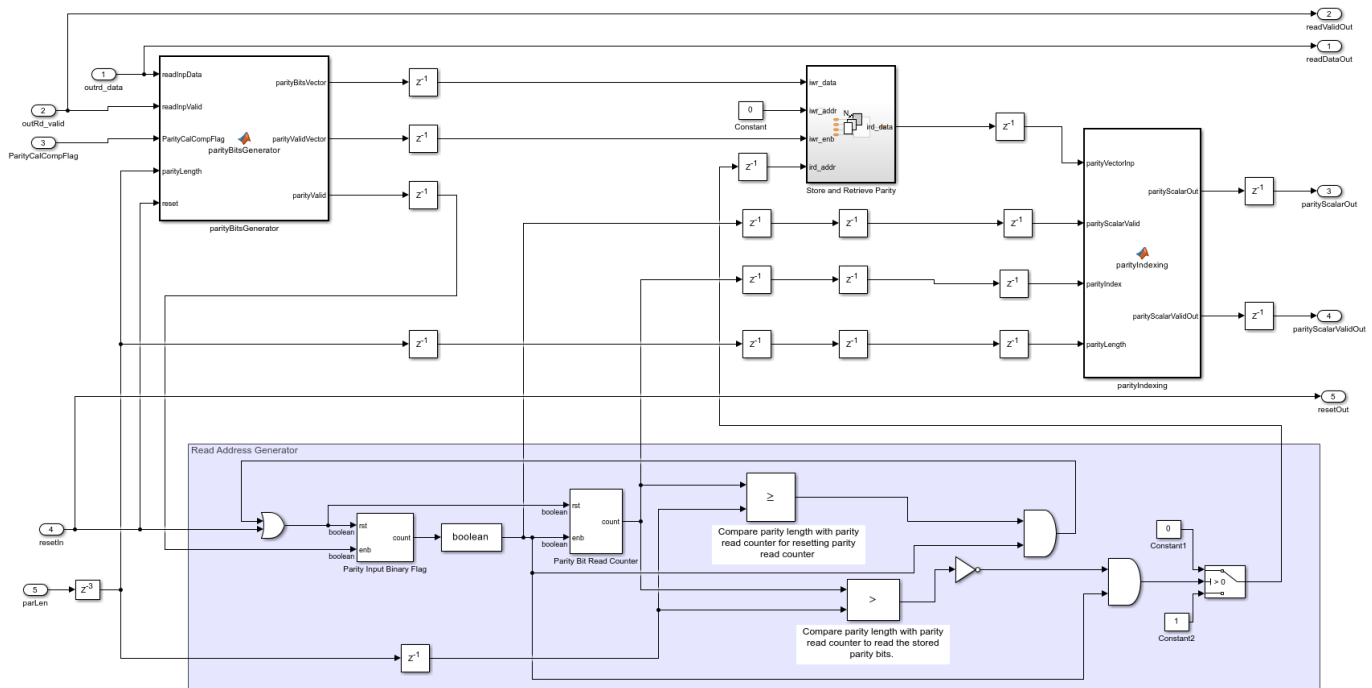 2
readValidOut
1
readDataOut
1
outrd_data
2
outRd_valid
3
ParityCalCompFlag
readInpData
readInpValid
ParityCalCompFlag
parityLength
reset
parityBitsGenerator
parityBitsVector
parityValidVector
parityValid
parityBitsGenerator
z-1
z-1
z-1
0
Constant
z-1
iwr_data
iwr_addr
iwr_enb
ird_addr
ird_data
Store and Retrieve Parity
z-1
z-1
z-1
z-1
z-1
z-1
z-1
z-1
z-1
z-1
z-1
parityVectorInp
parityScalarValid
parityIndex
parityLength
parityIndexing
parityScalarOut
parityScalarValidOut
parityIndexing
z-1
3
parityScalarOut
z-1
4
parityScalarValidOut
5
resetOut
Read Address Generator
4
resetIn
5
parLen
z-3
boolean
boolean
rst
enb
count
Parity Input Binary Flag
boolean
boolean
boolean
rst
enb
count
Parity Bit Read Counter
≥
Compare parity length with parity
read counter for resetting parity
read counter
>
Compare parity length with parity
read counter to read the stored
parity bits.
z-1
0
Constant1
> 0
1
Constant2